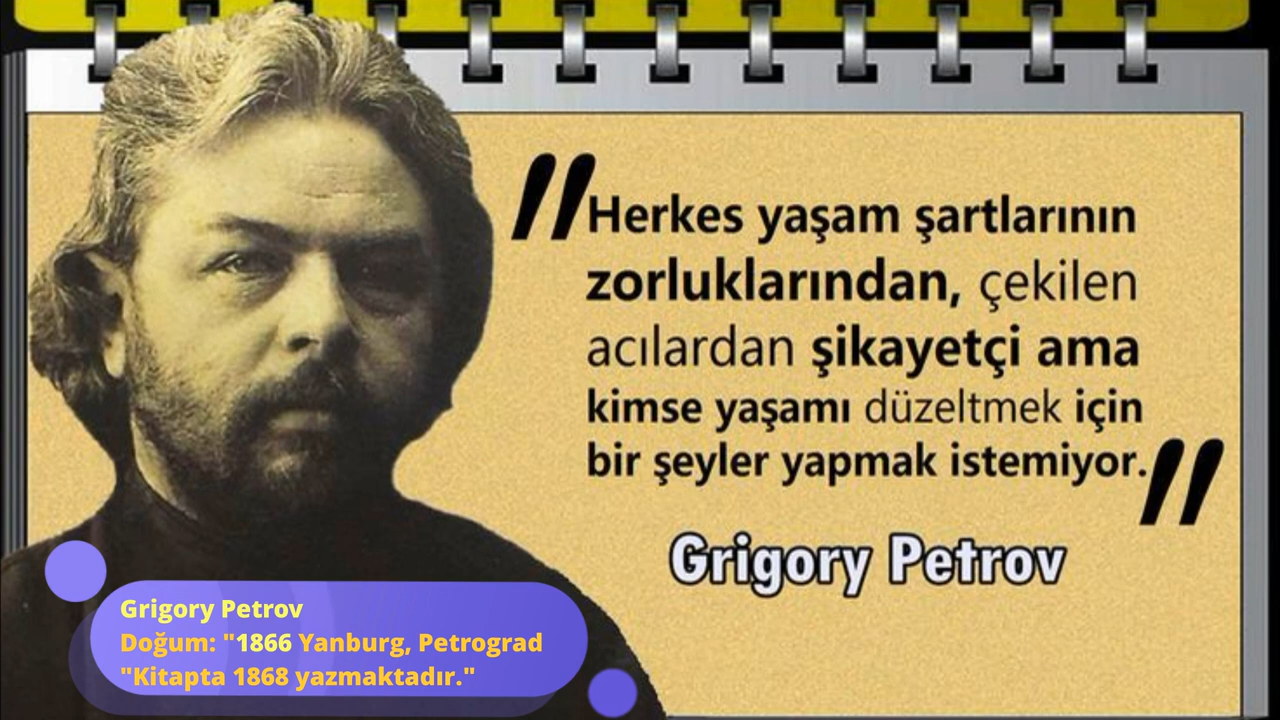 "Herkes yaşam şartlarının
zorluklarından, çekilen
acılardan şikayetçi ama
kimse yaşamı düzeltmek için
bir şeyler yapmak istemiyor."
Grigory Petrov
Grigory Petrov
Doğum: "1866 Yanburg, Petrograd
"Kitapta 1868 yazmaktadır."